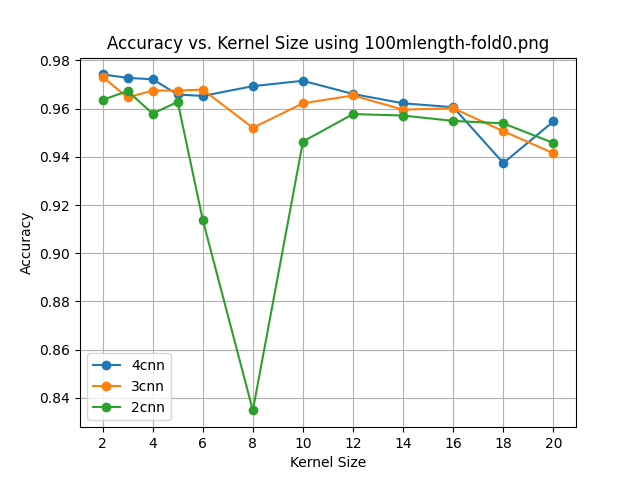 Accuracy vs. Kernel Size using 100mlength-fold0.png
0.98
0.96
0.94
0.92
0.90
0.88
0.86
0.84
Accuracy
4cnn
3cnn
2cnn
2 4 6 8 10 12 14 16 18 20
Kernel Size